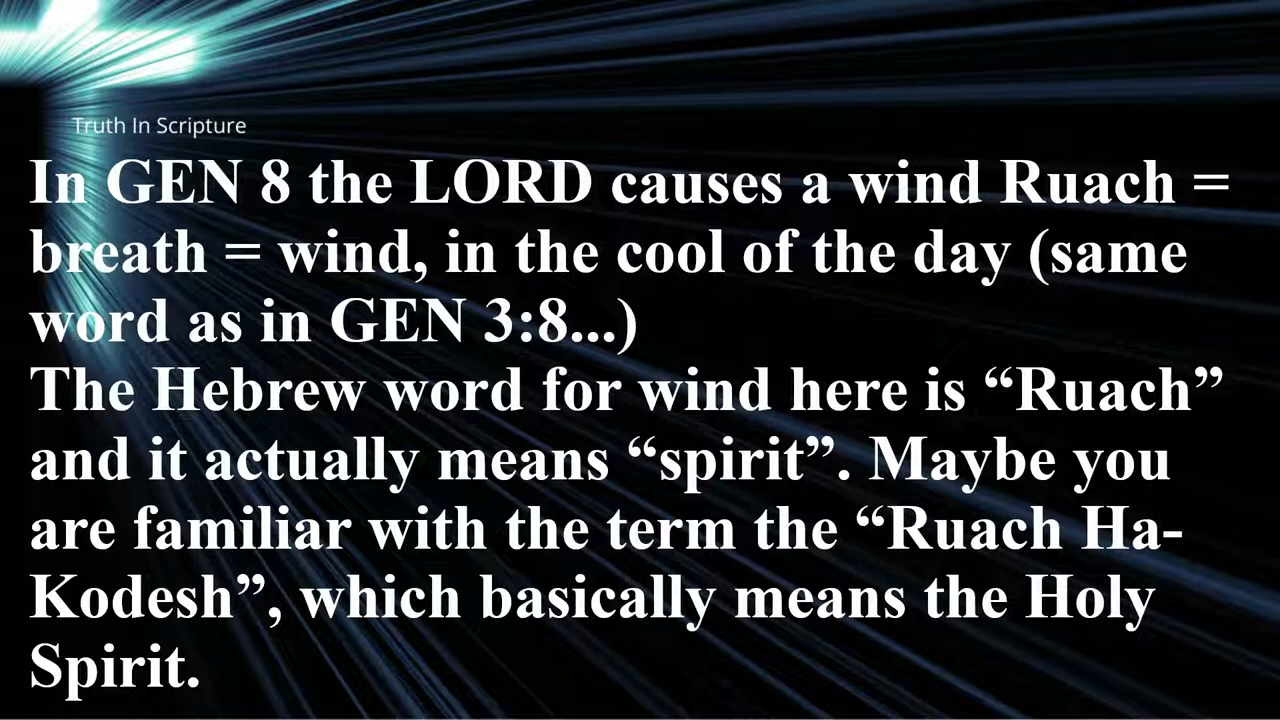 Truth In Scripture
In GEN 8 the LORD causes a wind Ruach =
breath = wind, in the cool of the day (same
word as in GEN 3:8...)
The Hebrew word for wind here is “Ruach”
and it actually means “spirit”. Maybe you
are familiar with the term the “Ruach Ha-
Kodesh”, which basically means the Holy
Spirit.